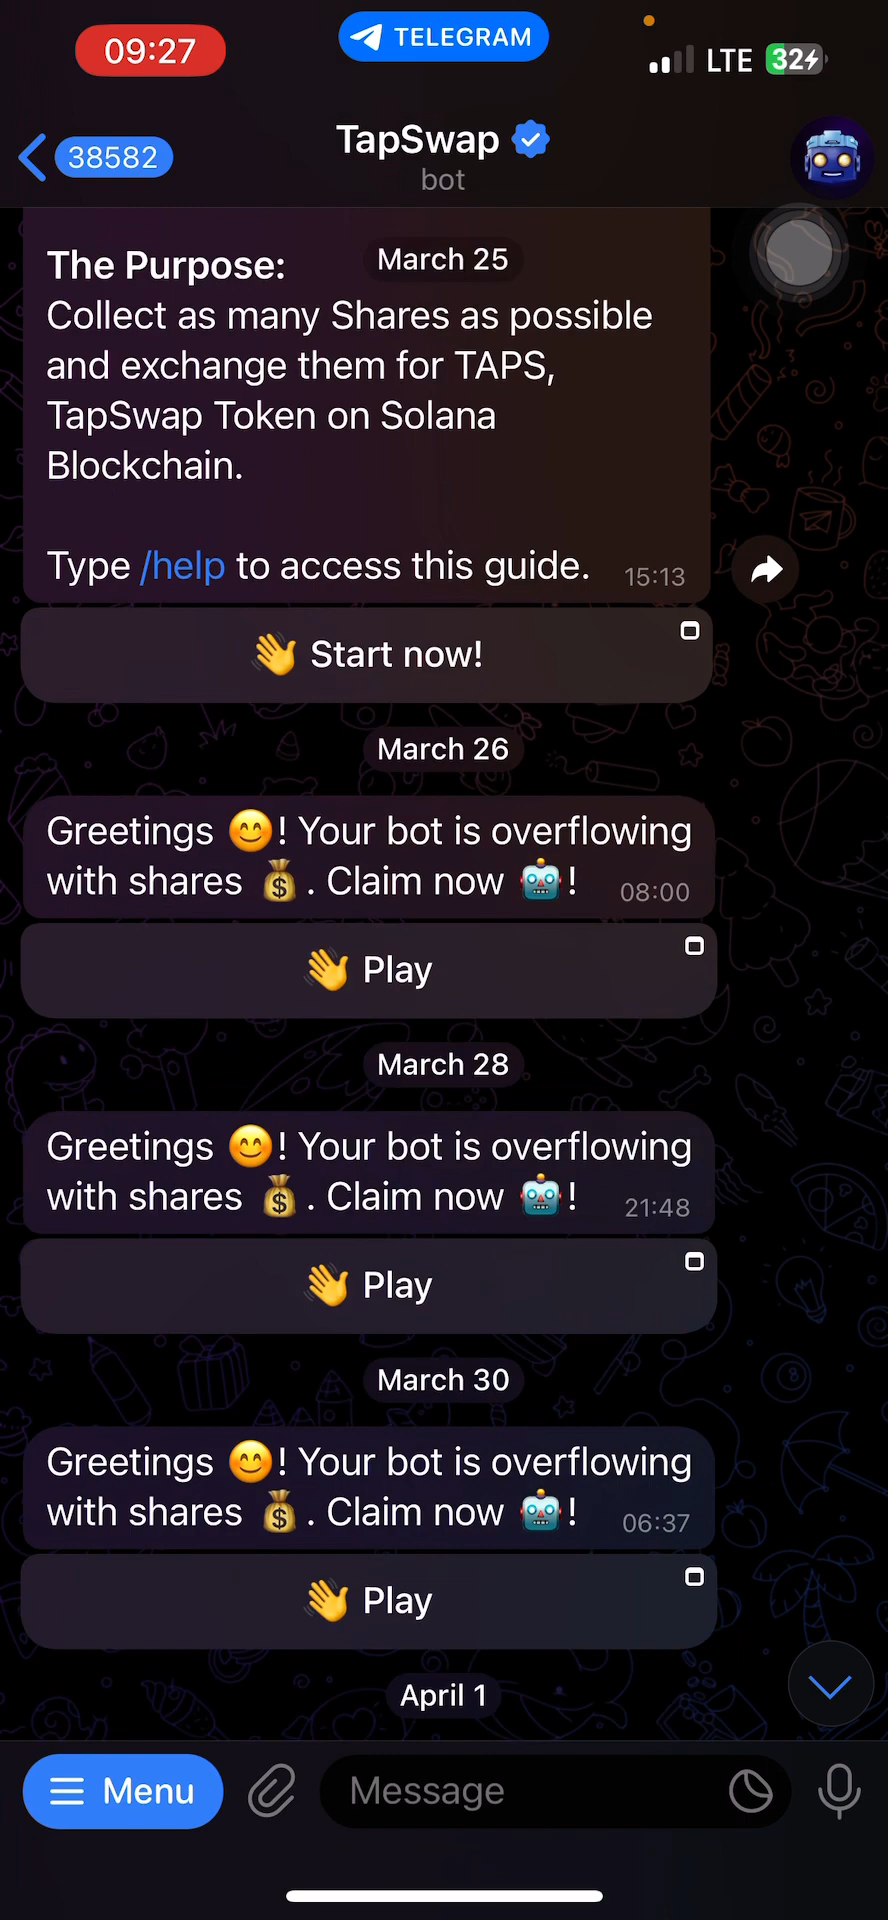 09:27
TELEGRAM
LTE
32
38582
TapSwap
bot
March 25
The Purpose:
Collect as many Shares as possible
and exchange them for TAPS,
TapSwap Token on Solana
Blockchain.
Type /help to access this guide.
15:13
👋 Start now!
March 26
Greetings 😊! Your bot is overflowing
with shares 💰. Claim now 🤖!
08:00
👋 Play
March 28
Greetings 😊! Your bot is overflowing
with shares 💰. Claim now 🤖!
21:48
👋 Play
March 30
Greetings 😊! Your bot is overflowing
with shares 💰. Claim now 🤖!
06:37
👋 Play
April 1
Menu
Message